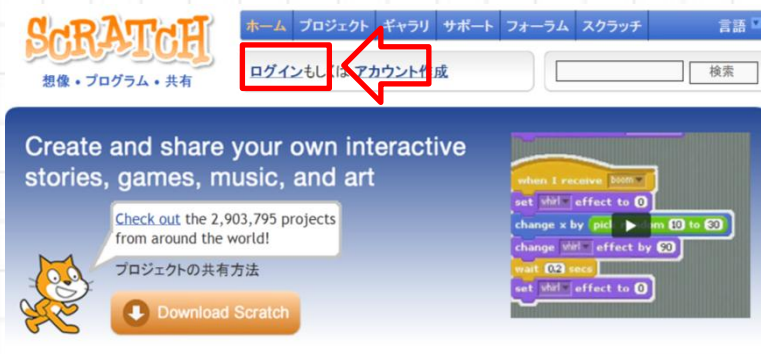 SCRATCH
想像・プログラム・共有
ホーム プロジェクト ギャラリ サポート フォーラム スクラッチ 言語
ログインもしくは アカウント作成
検索
Create and share your own interactive
stories, games, music, and art
Check out the 2,903,795 projects
from around the world!
プロジェクトの共有方法
Download Scratch
when I receive boom
set whirl effect to 0
change x by pick m 10 to 30
change whirl effect by 90
wait 0.2 secs
set whirl effect to 0